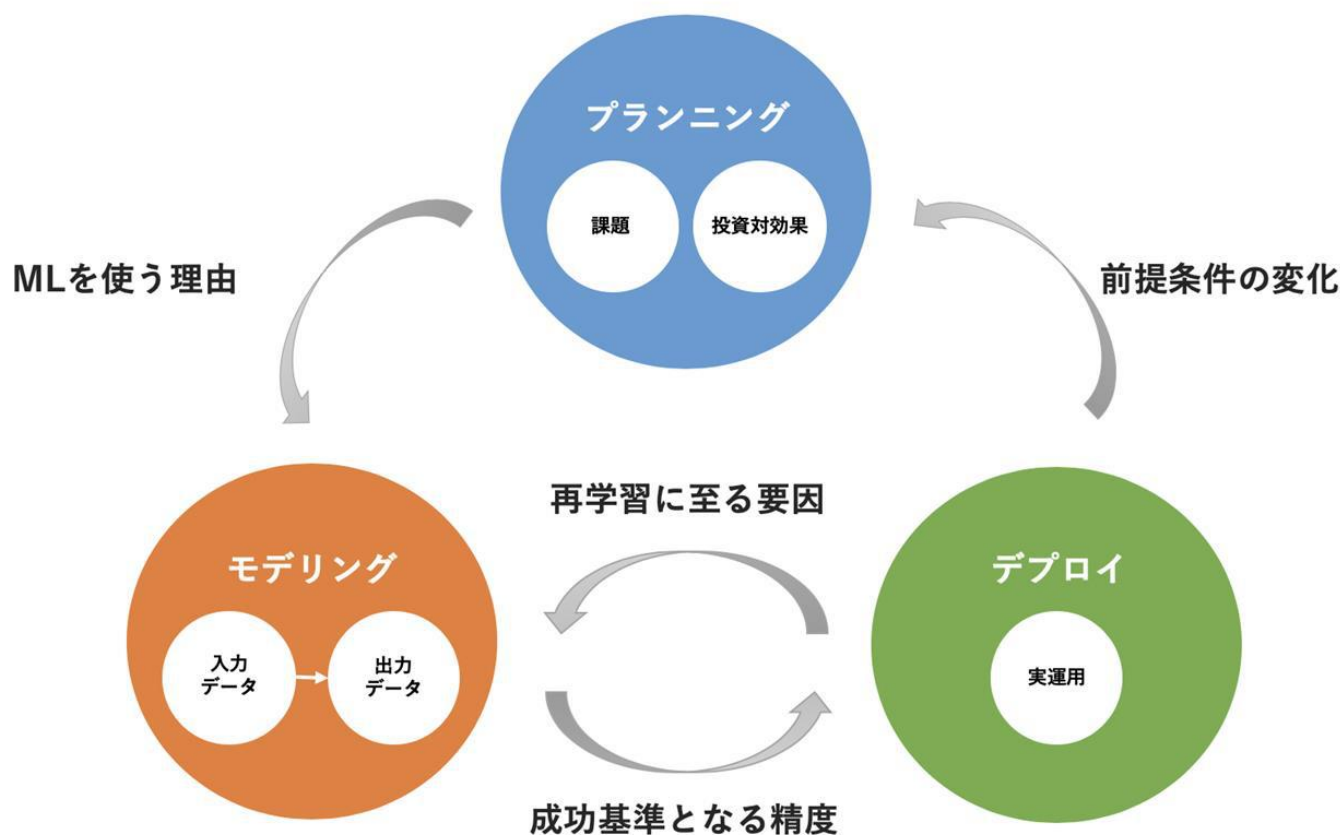 プランニング
課題
投資対効果
MLを使う理由
前提条件の変化
再学習に至る要因
モデリング
入力
データ
出力
データ
デプロイ
実運用
成功基準となる精度